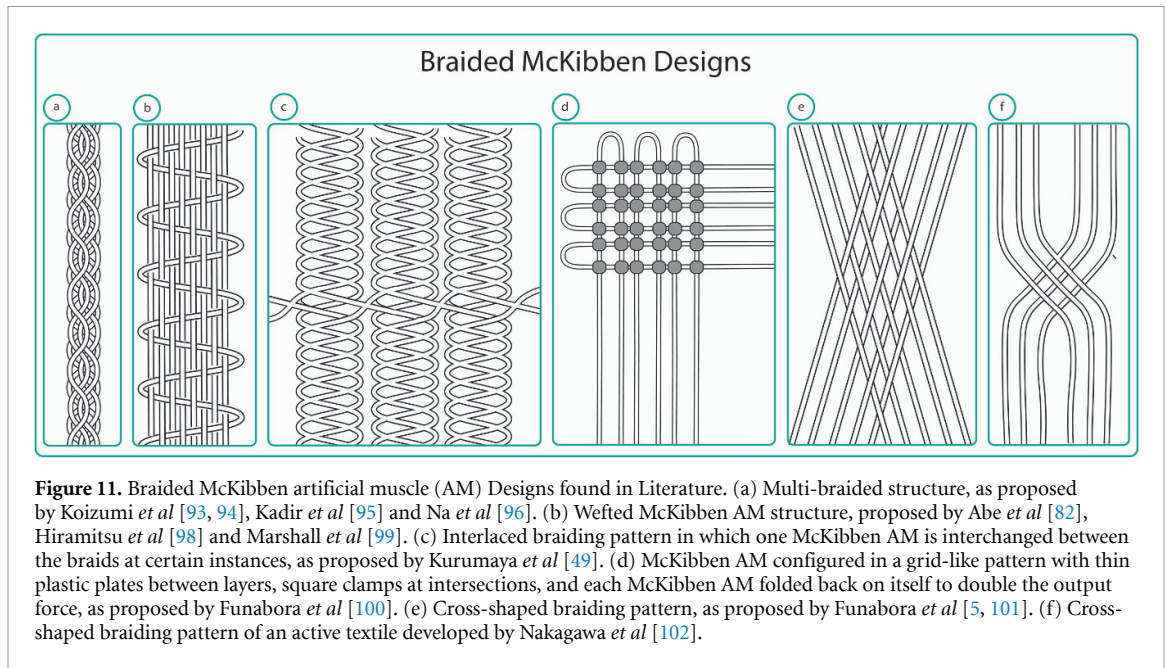 Braided McKibben Designs
a
b
c
d
e
f
Figure 11. Braided McKibben artificial muscle (AM) Designs found in Literature. (a) Multi-braided structure, as proposed
by Koizumi et al [93, 94], Kadir et al [95] and Na et al [96]. (b) Wefted McKibben AM structure, proposed by Abe et al [82],
Hiramitsu et al [98] and Marshall et al [99]. (c) Interlaced braiding pattern in which one McKibben AM is interchanged between
the braids at certain instances, as proposed by Kurumaya et al [49]. (d) McKibben AM configured in a grid-like pattern with thin
plastic plates between layers, square clamps at intersections, and each McKibben AM folded back on itself to double the output
force, as proposed by Funabora et al [100]. (e) Cross-shaped braiding pattern, as proposed by Funabora et al [5, 101]. (f) Cross-
shaped braiding pattern of an active textile developed by Nakagawa et al [102].